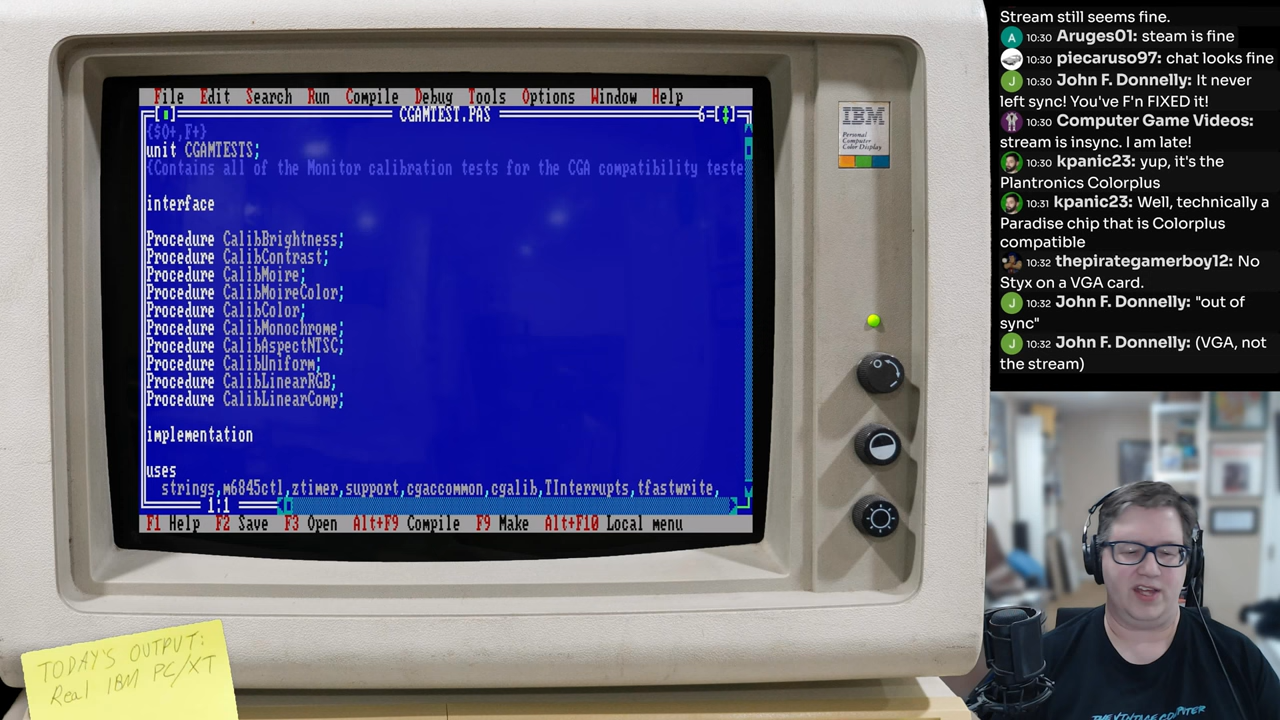 File Edit Search Run Compile Debug Tools Options Window Help
CGAMTEST.PAS 6
{$O+,F+}
unit CGAMTESTS;
{Contains all of the Monitor calibration tests for the CGA compatibility teste
interface
Procedure CalibBrightness;
Procedure CalibContrast;
Procedure CalibMoire;
Procedure CalibMoireColor;
Procedure CalibColor;
Procedure CalibMonochrome;
Procedure CalibAspectNTSC;
Procedure CalibUniform;
Procedure CalibLinearRGB;
Procedure CalibLinearComp;
implementation
uses
strings,m6845ctl,ztimer,support,cgaccommon,cgalib,TInterrupts,tfastwrite,
1:1
F1 Help F2 Save F3 Open Alt+F9 Compile F9 Make Alt+F10 Local menu
IBM
Personal
Computer
Color Display
TODAY'S OUTPUT:
Real IBM PC/XT
Stream still seems fine.
A 10:30 Aruges01: steam is fine
10:30 piecaruso97: chat looks fine
J 10:30 John F. Donnelly: It never
left sync! You've F'n FIXED it!
10:30 Computer Game Videos:
stream is insync. I am late!
10:30 kpanic23: yup, it's the
Plantronics Colorplus
10:31 kpanic23: Well, technically a
Paradise chip that is Colorplus
compatible
10:32 thepirategamerboy12: No
Styx on a VGA card.
J 10:32 John F. Donnelly: "out of
sync"
J 10:32 John F. Donnelly: (VGA, not
the stream)